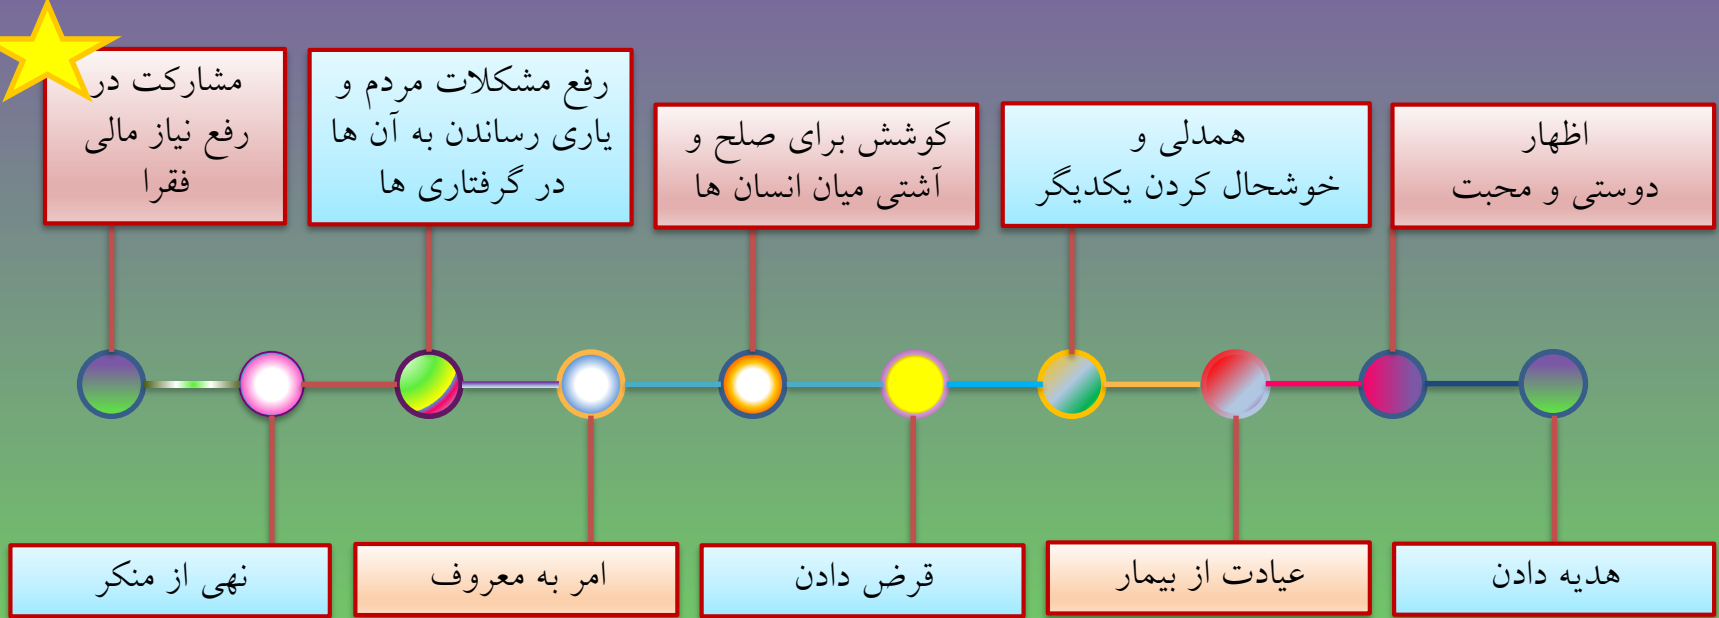 اظهار
دوستی و محبت
همدلی و
خوشحال کردن یکدیگر
کوشش برای صلح و
آشتی میان انسان ها
رفع مشکلات مردم و
یاری رساندن به آن ها
در گرفتاری ها
مشارکت در
رفع نیاز مالی
فقرا
هدیه دادن
عیادت از بیمار
قرض دادن
امر به معروف
نهی از منکر